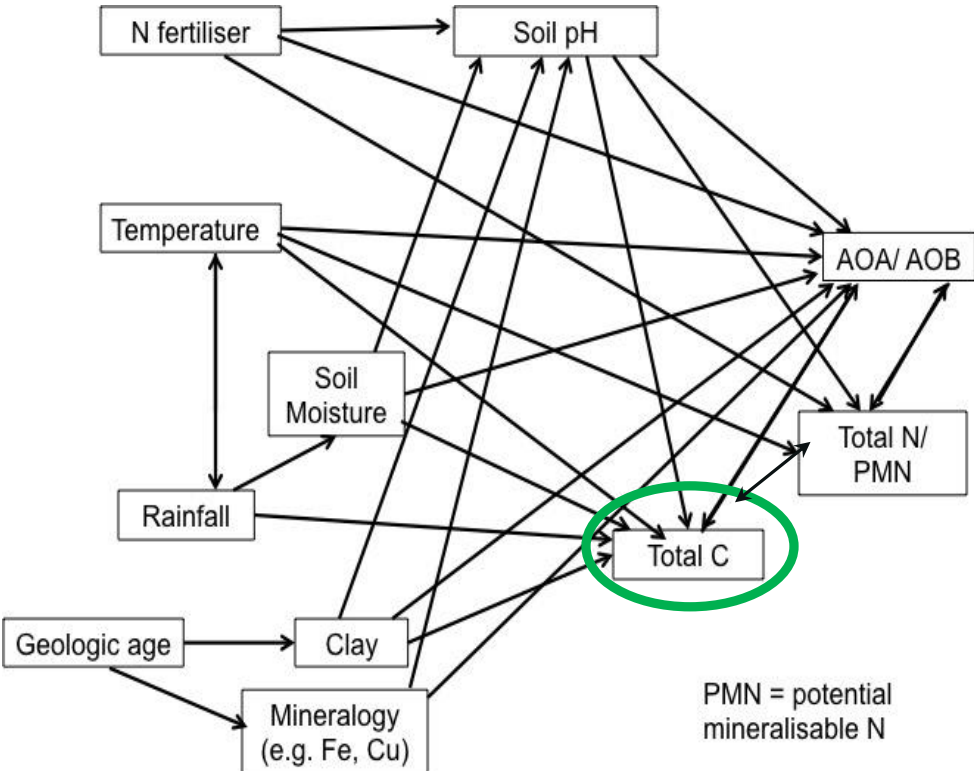 N fertiliser
Soil pH
Temperature
AOA/ AOB
Soil
Moisture
Total N/
PMN
Rainfall
Total C
Geologic age
Clay
Mineralogy
(e.g. Fe, Cu)
PMN = potential
mineralisable N